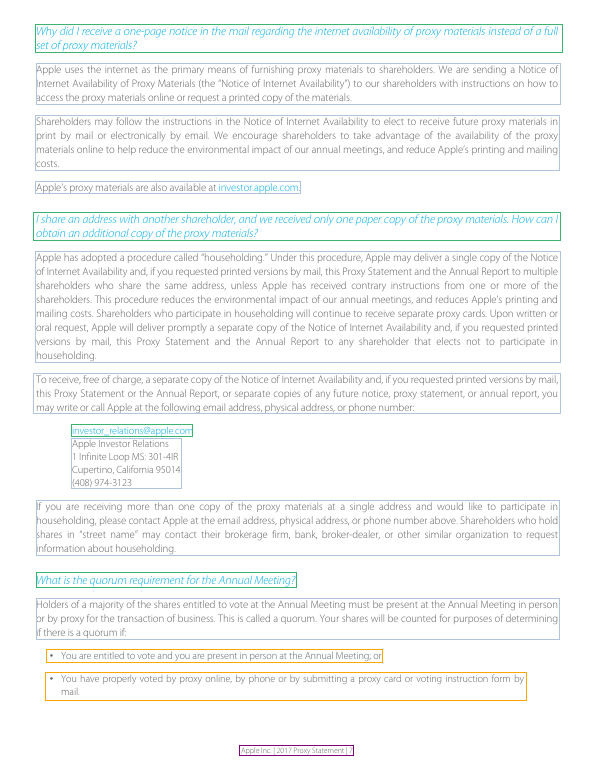 Why did I receive a one-page notice in the mail regarding the internet availability of proxy materials instead of a full
set of proxy materials?
Apple uses the internet as the primary means of furnishing proxy materials to shareholders. We are sending a Notice of
Internet Availability of Proxy Materials (the “Notice of Internet Availability”) to our shareholders with instructions on how to
access the proxy materials online or request a printed copy of the materials.
Shareholders may follow the instructions in the Notice of Internet Availability to elect to receive future proxy materials in
print by mail or electronically by email. We encourage shareholders to take advantage of the availability of the proxy
materials online to help reduce the environmental impact of our annual meetings, and reduce Apple’s printing and mailing
costs.
Apple’s proxy materials are also available at investor.apple.com.
I share an address with another shareholder, and we received only one paper copy of the proxy materials. How can I
obtain an additional copy of the proxy materials?
Apple has adopted a procedure called “householding.” Under this procedure, Apple may deliver a single copy of the Notice
of Internet Availability and, if you requested printed versions by mail, this Proxy Statement and the Annual Report to multiple
shareholders who share the same address, unless Apple has received contrary instructions from one or more of the
shareholders. This procedure reduces the environmental impact of our annual meetings, and reduces Apple’s printing and
mailing costs. Shareholders who participate in householding will continue to receive separate proxy cards. Upon written or
oral request, Apple will deliver promptly a separate copy of the Notice of Internet Availability and, if you requested printed
versions by mail, this Proxy Statement and the Annual Report to any shareholder that elects not to participate in
householding.
To receive, free of charge, a separate copy of the Notice of Internet Availability and, if you requested printed versions by mail,
this Proxy Statement or the Annual Report, or separate copies of any future notice, proxy statement, or annual report, you
may write or call Apple at the following email address, physical address, or phone number:
investor_relations@apple.com
Apple Investor Relations
1 Infinite Loop MS: 301-4IR
Cupertino, California 95014
(408) 974-3123
If you are receiving more than one copy of the proxy materials at a single address and would like to participate in
householding, please contact Apple at the email address, physical address, or phone number above. Shareholders who hold
shares in “street name” may contact their brokerage firm, bank, broker-dealer, or other similar organization to request
information about householding.
What is the quorum requirement for the Annual Meeting?
Holders of a majority of the shares entitled to vote at the Annual Meeting must be present at the Annual Meeting in person
or by proxy for the transaction of business. This is called a quorum. Your shares will be counted for purposes of determining
if there is a quorum if:
• You are entitled to vote and you are present in person at the Annual Meeting; or
• You have properly voted by proxy online, by phone or by submitting a proxy card or voting instruction form by
mail.
Apple Inc. | 2017 Proxy Statement | 7